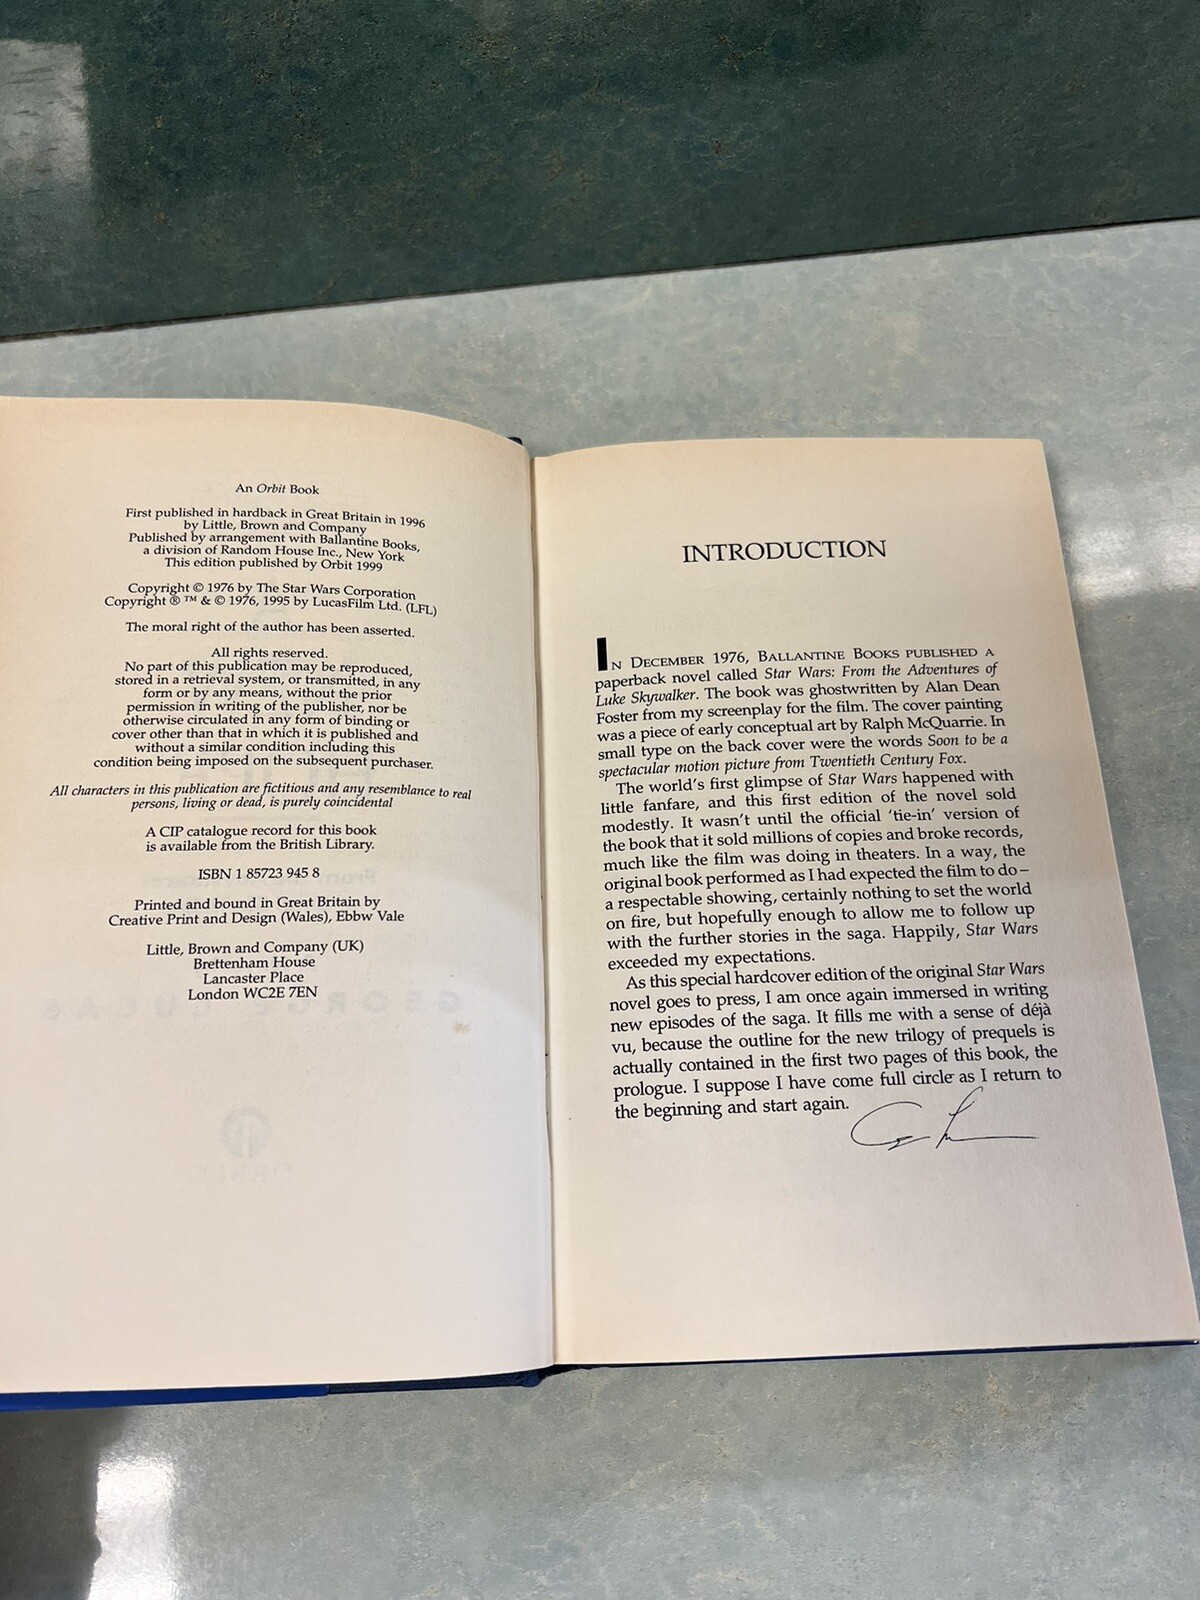 An Orbit Book
First published in hardback in Great Britain in 1996
by Little, Brown and Company
Published by arrangement with Ballantine Books,
a division of Random House Inc., New York
This edition published by Orbit 1999
Copyright © 1976 by The Star Wars Corporation
Copyright ® ™ & © 1976, 1995 by LucasFilm Ltd. (LFL)
The moral right of the author has been asserted.
All rights reserved.
No part of this publication may be reproduced,
stored in a retrieval system, or transmitted, in any
form or by any means, without the prior
permission in writing of the publisher, nor be
otherwise circulated in any form of binding or
cover other than that in which it is published and
without a similar condition including this
condition being imposed on the subsequent purchaser.
All characters in this publication are fictitious and any resemblance to real
persons, living or dead, is purely coincidental
A CIP catalogue record for this book
is available from the British Library.
ISBN 1 85723 945 8
Printed and bound in Great Britain by
Creative Print and Design (Wales), Ebbw Vale
Little, Brown and Company (UK)
Brettenham House
Lancaster Place
London WC2E 7EN
INTRODUCTION
IN DECEMBER 1976, BALLANTINE BOOKS PUBLISHED A
paperback novel called Star Wars: From the Adventures of
Luke Skywalker. The book was ghostwritten by Alan Dean
Foster from my screenplay for the film. The cover painting
was a piece of early conceptual art by Ralph McQuarrie. In
small type on the back cover were the words Soon to be a
spectacular motion picture from Twentieth Century Fox.
The world's first glimpse of Star Wars happened with
little fanfare, and this first edition of the novel sold
modestly. It wasn't until the official 'tie-in' version of
the book that it sold millions of copies and broke records,
much like the film was doing in theaters. In a way, the
original book performed as I had expected the film to do –
a respectable showing, certainly nothing to set the world
on fire, but hopefully enough to allow me to follow up
with the further stories in the saga. Happily, Star Wars
exceeded my expectations.
As this special hardcover edition of the original Star Wars
novel goes to press, I am once again immersed in writing
new episodes of the saga. It fills me with a sense of déjà
vu, because the outline for the new trilogy of prequels is
actually contained in the first two pages of this book, the
prologue. I suppose I have come full circle as I return to
the beginning and start again.